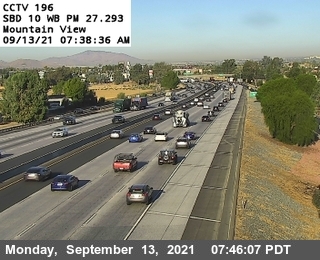 CCTV 196
SBD 10 WB PM 27.293
Mountain View
09/13/21 07:38:36 AM
Monday, September 13, 2021 07:46:07 PDT